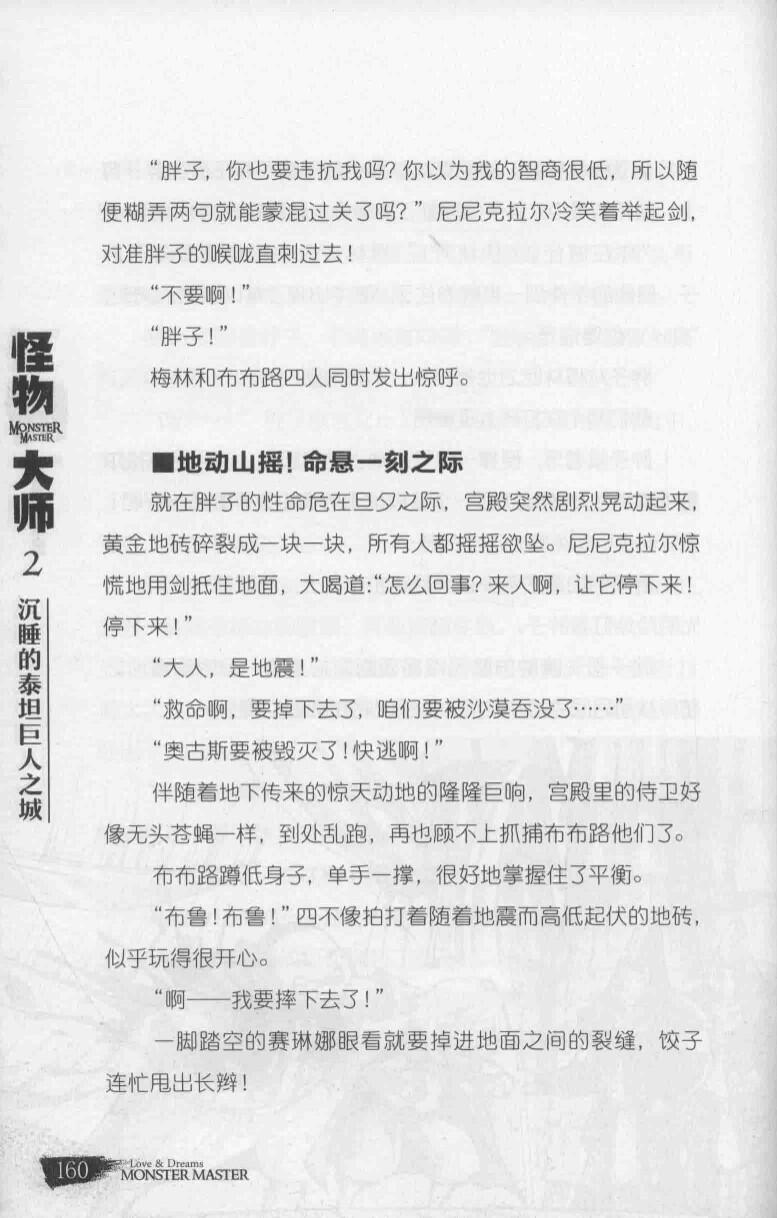 “胖子，你也要违抗我吗？你以为我的智商很低，所以随
便糊弄两句就能蒙混过关了吗？”尼尼克拉尔冷笑着举起剑，
对准胖子的喉咙直刺过去！
“不要啊！”
“胖子！”
梅林和布布路四人同时发出惊呼。
■地动山摇！命悬一刻之际
就在胖子的性命危在旦夕之际，宫殿突然剧烈晃动起来，
黄金地砖碎裂成一块一块，所有人都摇摇欲坠。尼尼克拉尔惊
慌地用剑抵住地面，大喝道：“怎么回事？来人啊，让它停下来！
停下来！”
“大人，是地震！”
“救命啊，要掉下去了，咱们要被沙漠吞没了……”
“奥古斯要被毁灭了！快逃啊！”
伴随着地下传来的惊天动地的隆隆巨响，宫殿里的侍卫好
像无头苍蝇一样，到处乱跑，再也顾不上抓捕布布路他们了。
布布路蹲低身子，单手一撑，很好地掌握住了平衡。
“布鲁！布鲁！”四不像拍打着随着地震而高低起伏的地砖，
似乎玩得很开心。
“啊——我要摔下去了！”
一脚踏空的赛琳娜眼看就要掉进地面之间的裂缝，饺子
连忙甩出长辫！
怪物
MONSTER
MASTER
大师
2
沉睡的泰坦巨人之城
160
Love & Dreams
MONSTER MASTER